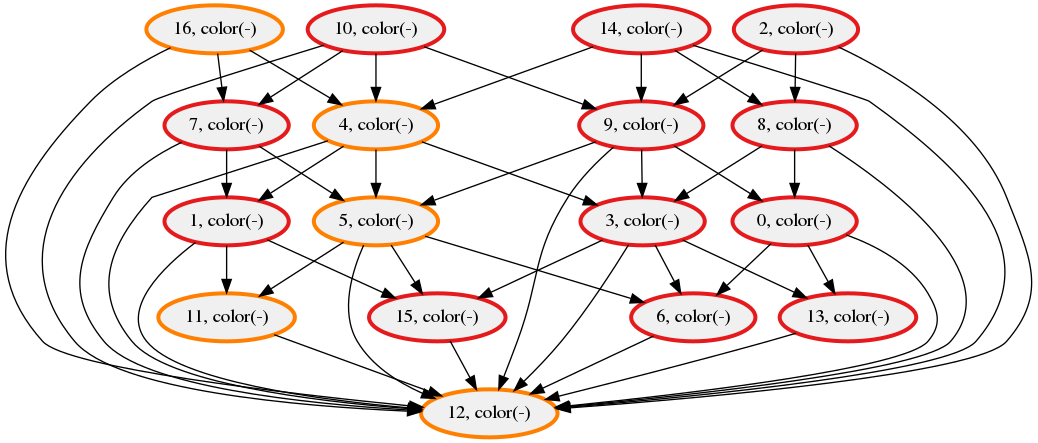 16, color(-)
10, color(-)
14, color(-)
2, color(-)
7, color(-)
4, color(-)
9, color(-)
8, color(-)
1, color(-)
5, color(-)
3, color(-)
0, color(-)
11, color(-)
15, color(-)
6, color(-)
13, color(-)
12, color(-)